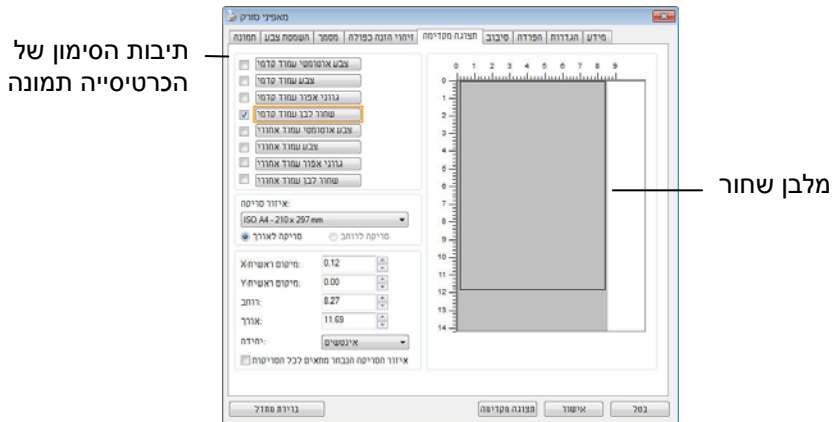 מאפיני סורק
תמונה השמטת צבע מסמך זיהוי הזנה כפולה תצוגה מקדימה סיבוב הפרדה הגדרות מידע
תיבות הסימון של
הכרטיסייה תמונה
צבע אוטומטי עמוד קדמי
צבע עמוד קדמי
גווני אפור עמוד קדמי
שחור לבן עמוד קדמי
צבע אוטומטי עמוד אחורי
צבע עמוד אחורי
גווני אפור עמוד אחורי
שחור לבן עמוד אחורי
איזור סריקה:
ISO A4 - 210 x 297 mm
סריקה לאורך סריקה לרוחב
מיקום ראשית-X: 0.12
מיקום ראשית-Y: 0.00
רוחב: 8.27
אורך: 11.69
יחידה: אינטשים
איזור הסריקה הנבחר מתאים לכל הסריקות
0 1 2 3 4 5 6 7 8 9
0
1
2
3
4
5
6
7
8
9
10
11
12
13
14
מלבן שחור
ברירת מחדל תצוגה מקדימה אישור בטל